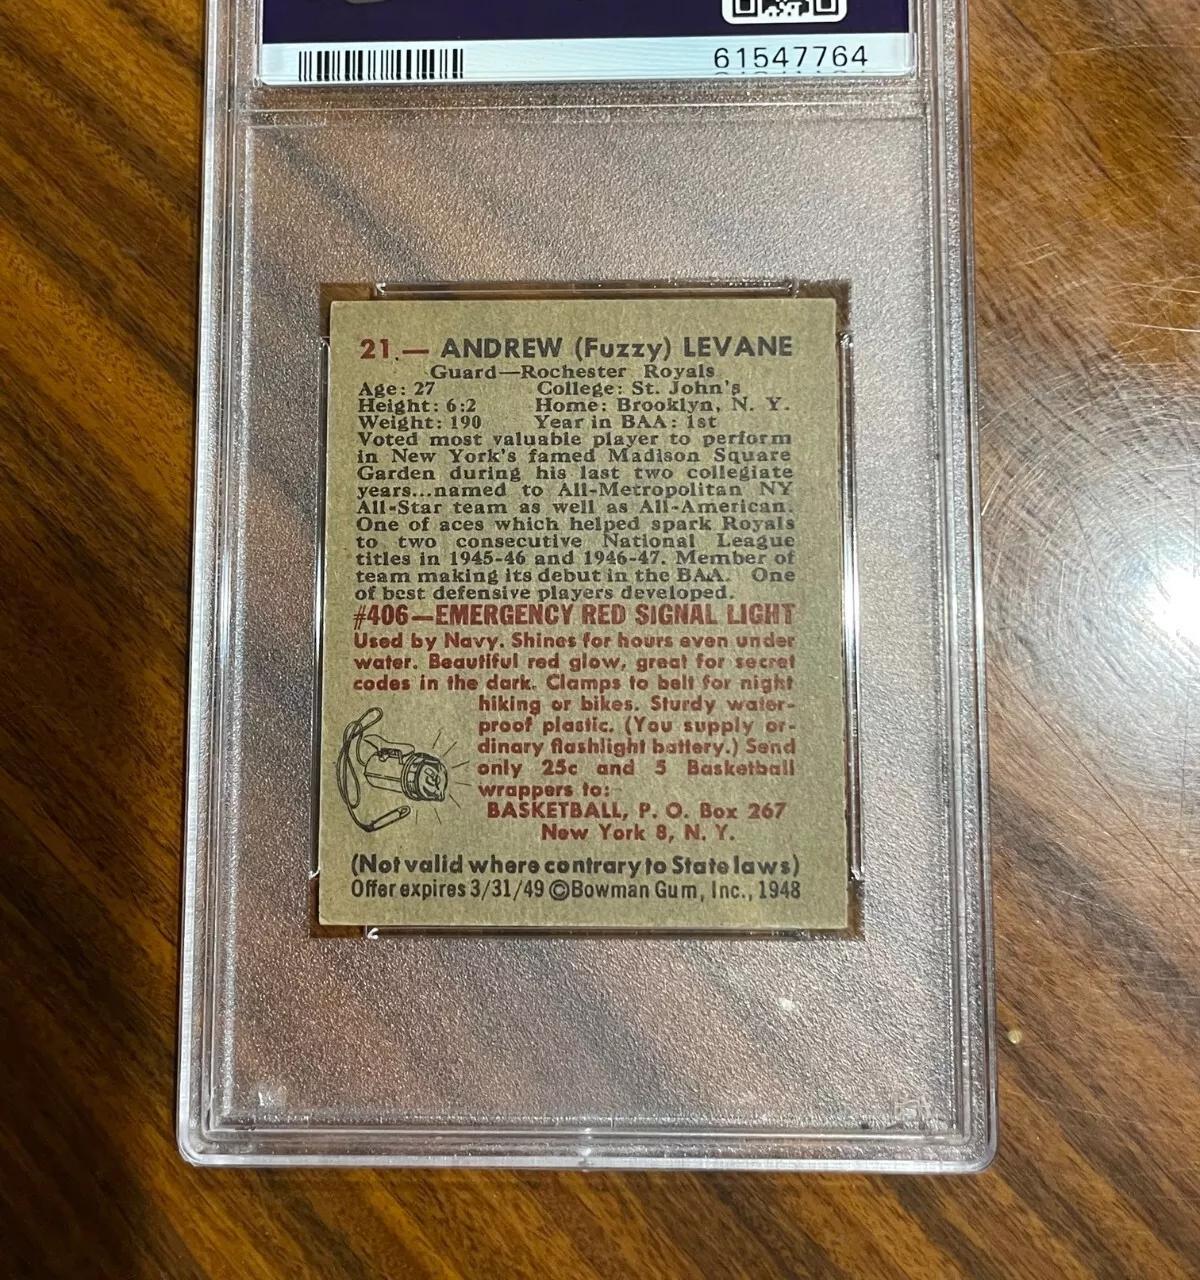 61547764
21.— ANDREW (Fuzzy) LEVANE
Guard—Rochester Royals
Age: 27 College: St. John's
Height: 6:2 Home: Brooklyn, N. Y.
Weight: 190 Year in BAA: 1st
Voted most valuable player to perform
in New York's famed Madison Square
Garden during his last two collegiate
years...named to All-Metropolitan NY
All-Star team as well as All-American.
One of aces which helped spark Royals
to two consecutive National League
titles in 1945-46 and 1946-47. Member of
team making its debut in the BAA. One
of best defensive players developed.
#406—EMERGENCY RED SIGNAL LIGHT
Used by Navy. Shines for hours even under
water. Beautiful red glow, great for secret
codes in the dark. Clamps to belt for night
hiking or bikes. Sturdy water-
proof plastic. (You supply or-
dinary flashlight battery.) Send
only 25c and 5 Basketball
wrappers to:
BASKETBALL, P. O. Box 267
New York 8, N. Y.
(Not valid where contrary to State laws)
Offer expires 3/31/49 ©Bowman Gum, Inc., 1948